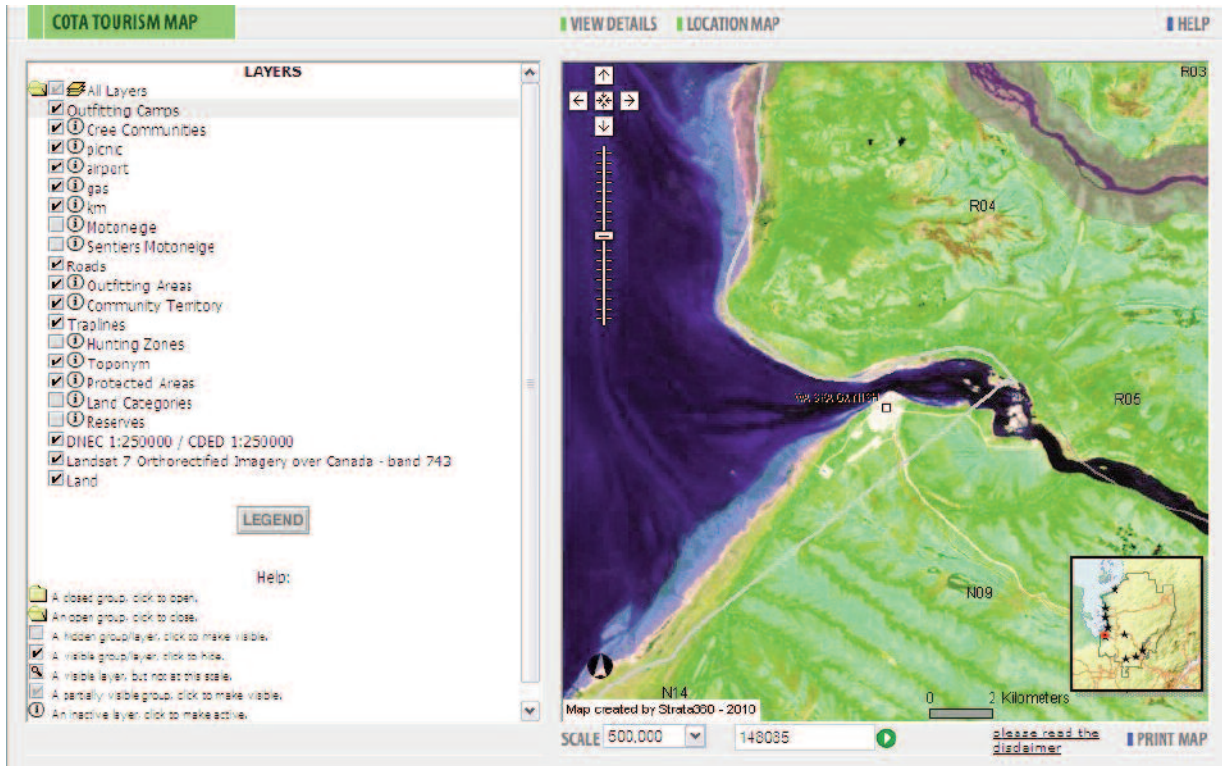 COTA TOURISM MAP
VIEW DETAILS
LOCATION MAP
HELP
LAYERS
All Layers
Outfitting Camps
Cree Communities
picnic
airport
gas
km
Motoneige
Sentiers Motoneige
Roads
Outfitting Areas
Community Territory
Traplines
Hunting Zones
Toponym
Protected Areas
Land Categories
Reserves
DNEC 1:250000 / CDED 1:250000
Landsat 7 Orthorectified Imagery over Canada - band 743
Land
LEGEND
Help:
A closed group, click to open.
An open group, click to close.
A hidden group/layer, click to make visible.
A visible group/layer, click to hide.
A visible layer, but not at this scale.
A partially visible group, click to make visible.
An inactive layer, click to make active.
R03
R04
R05
N09
N14
0 2 Kilometers
Map created by Strata360 - 2010
SCALE 500,000
148035
please read the
disclaimer
PRINT MAP